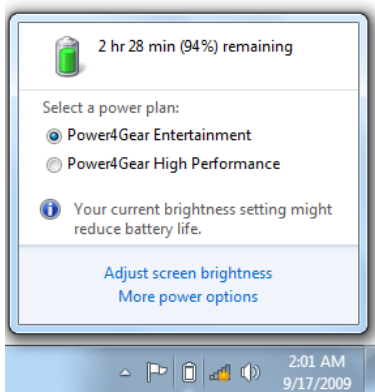 2 hr 28 min (94%) remaining
Select a power plan:
Power4Gear Entertainment
Power4Gear High Performance
Your current brightness setting might
reduce battery life.
Adjust screen brightness
More power options
2:01 AM
9/17/2009